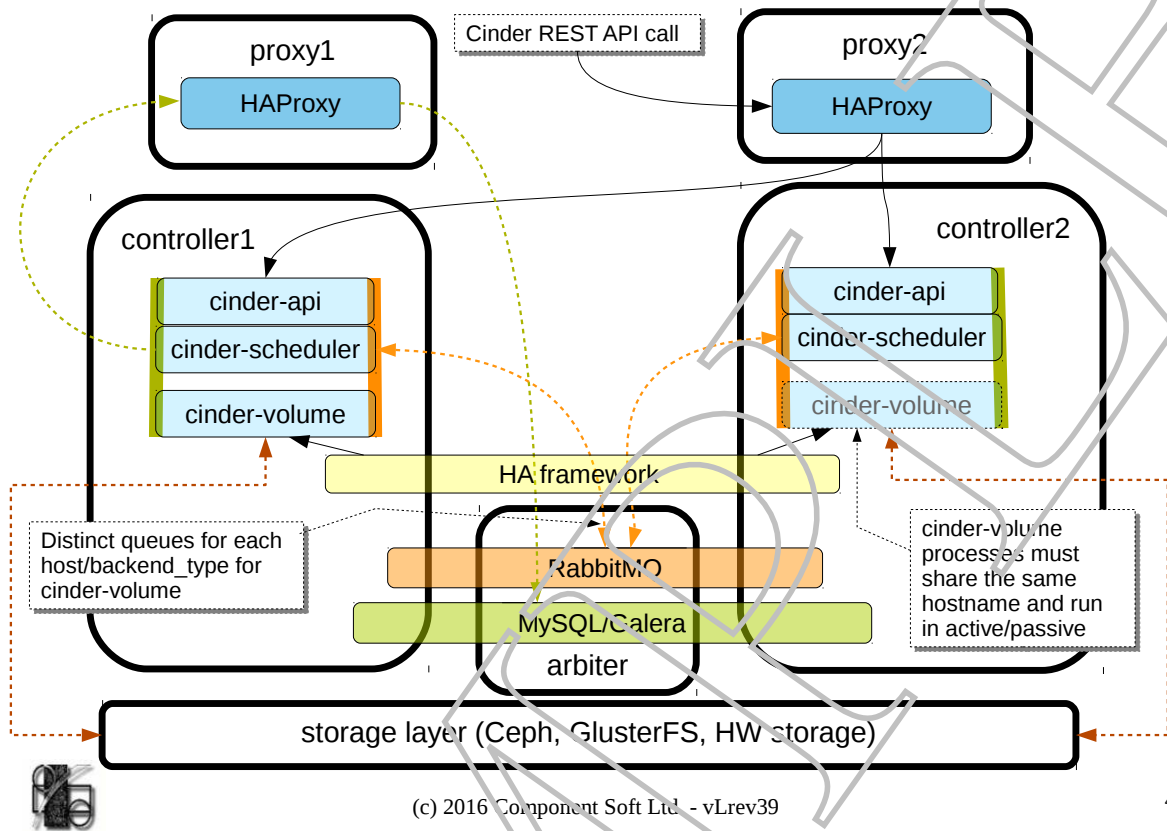 proxy1
Cinder REST API call
proxy2
HAProxy
HAProxy
controller1
controller2
cinder-api
cinder-scheduler
cinder-volume
cinder-api
cinder-scheduler
cinder-volume
HA framework
Distinct queues for each
host/backend_type for
cinder-volume
cinder-volume
processes must
share the same
hostname and run
in active/passive
RabbitMQ
MySQL/Galera
arbiter
storage layer (Ceph, GlusterFS, HW storage)
(c) 2016 Component Soft Ltd. - vLrev39